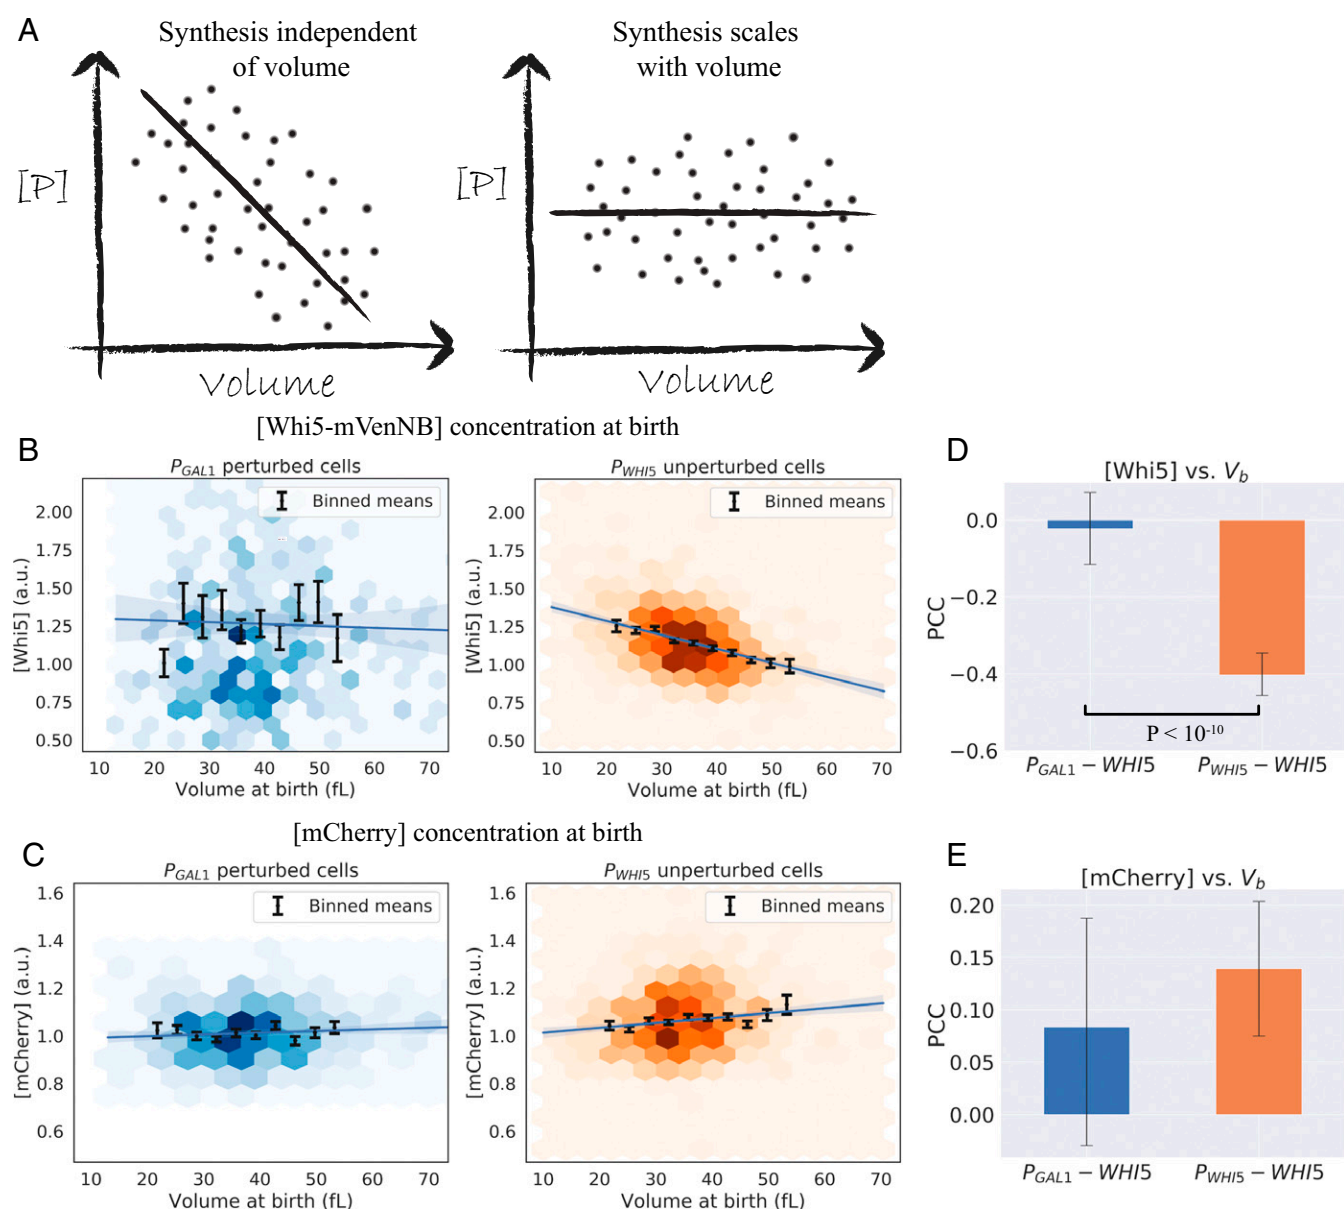 A
Synthesis independent
of volume
[P]
Volume
Synthesis scales
with volume
[P]
Volume
[Whi5-mVenNB] concentration at birth
B
P_GAL1 perturbed cells
Binned means
[Whi5] (a.u.)
2.00
1.75
1.50
1.25
1.00
0.75
0.50
10 20 30 40 50 60 70
Volume at birth (fL)
P_WHI5 unperturbed cells
Binned means
[Whi5] (a.u.)
2.00
1.75
1.50
1.25
1.00
0.75
0.50
10 20 30 40 50 60 70
Volume at birth (fL)
D
[Whi5] vs. V_b
PCC
0.0
−0.2
−0.4
−0.6
P < 10^-10
P_GAL1 − WHI5 P_WHI5 − WHI5
[mCherry] concentration at birth
C
P_GAL1 perturbed cells
Binned means
[mCherry] (a.u.)
1.6
1.4
1.2
1.0
0.8
0.6
10 20 30 40 50 60 70
Volume at birth (fL)
P_WHI5 unperturbed cells
Binned means
[mCherry] (a.u.)
1.6
1.4
1.2
1.0
0.8
0.6
10 20 30 40 50 60 70
Volume at birth (fL)
E
[mCherry] vs. V_b
PCC
0.20
0.15
0.10
0.05
0.00
P_GAL1 − WHI5 P_WHI5 − WHI5